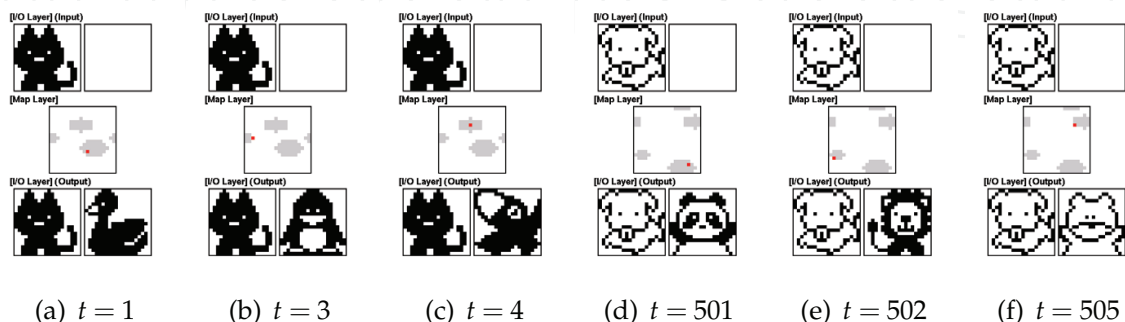 [I/O Layer] (Input) [I/O Layer] (Input) [I/O Layer] (Input) [I/O Layer] (Input) [I/O Layer] (Input) [I/O Layer] (Input)
[Map Layer] [Map Layer] [Map Layer] [Map Layer] [Map Layer] [Map Layer]
[I/O Layer] (Output) [I/O Layer] (Output) [I/O Layer] (Output) [I/O Layer] (Output) [I/O Layer] (Output) [I/O Layer] (Output)
(a) t = 1 (b) t = 3 (c) t = 4 (d) t = 501 (e) t = 502 (f) t = 505